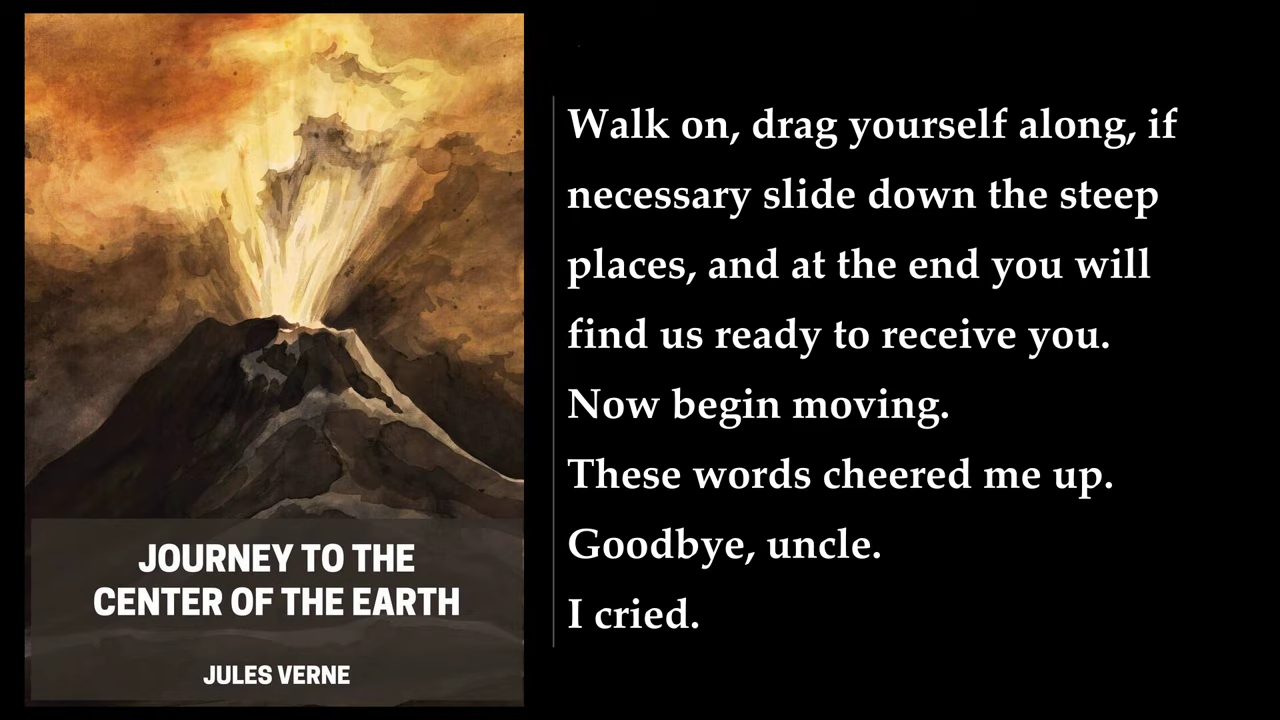 JOURNEY TO THE
CENTER OF THE EARTH
JULES VERNE
Walk on, drag yourself along, if
necessary slide down the steep
places, and at the end you will
find us ready to receive you.
Now begin moving.
These words cheered me up.
Goodbye, uncle.
I cried.